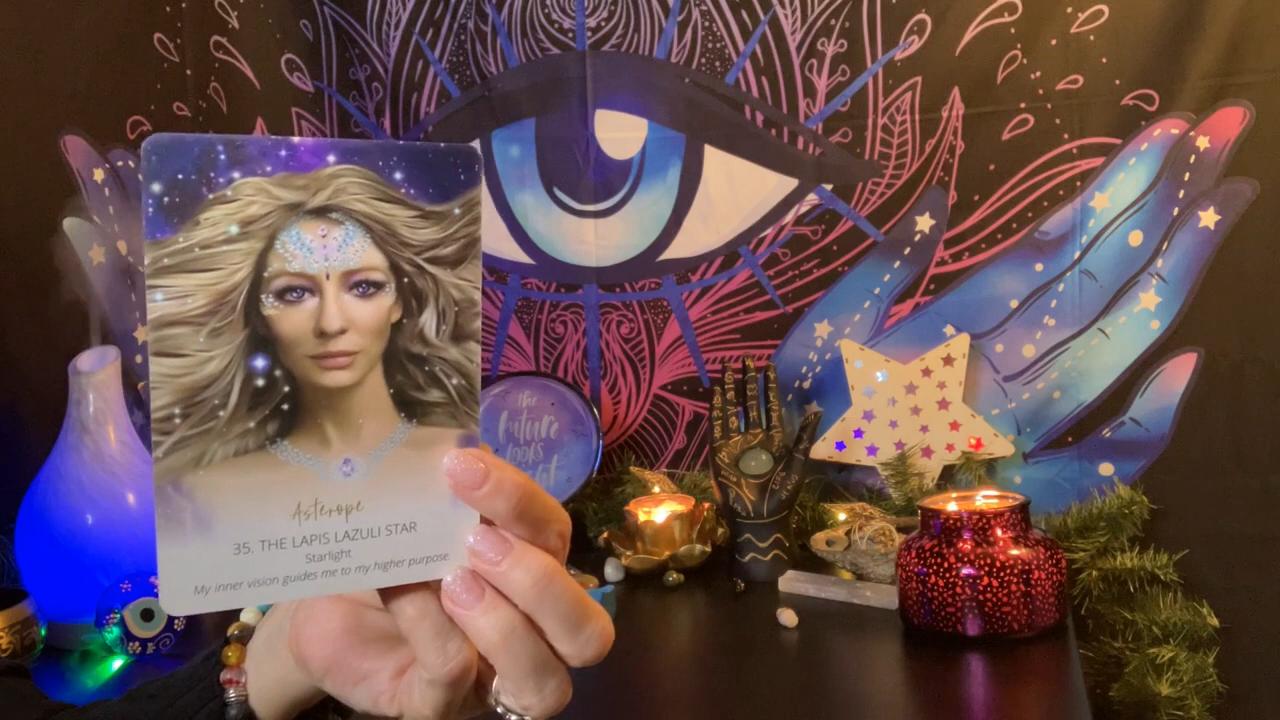 Asterope
35. THE LAPIS LAZULI STAR
Starlight
My inner vision guides me to my higher purpose
The
future
LOOKS